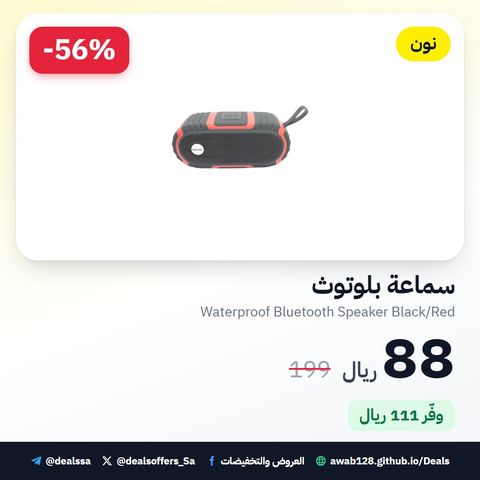 -56%
نون
سماعة بلوتوث
Waterproof Bluetooth Speaker Black/Red
88 ريال 199
وفّر 111 ريال
@dealssa @dealsoffers_Sa العروض والتخفيضات awab128.github.io/Deals